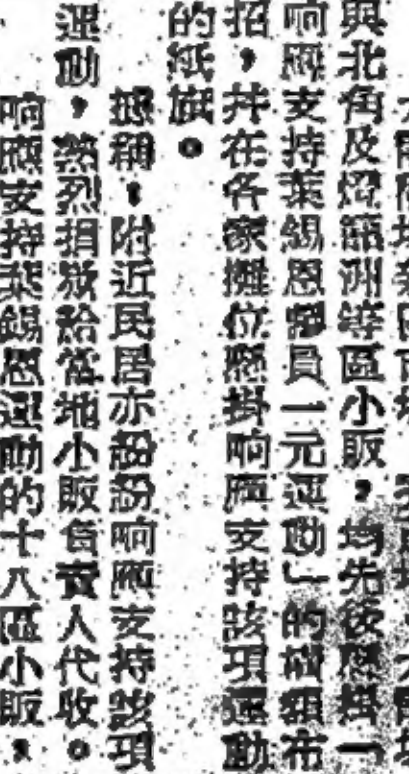 與北角及燈籠洲等區小販，均先後懸掛一
响應支持葉錫恩議員一元運動﹂的橫額布
招，并在各家攤位懸掛响應支持該項運動
的紙旗。
據稱，附近民居亦紛紛响應支持該項
運動，熱烈捐放給當地小販負責人代收。
响應支持葉錫恩運動的十八區小販，